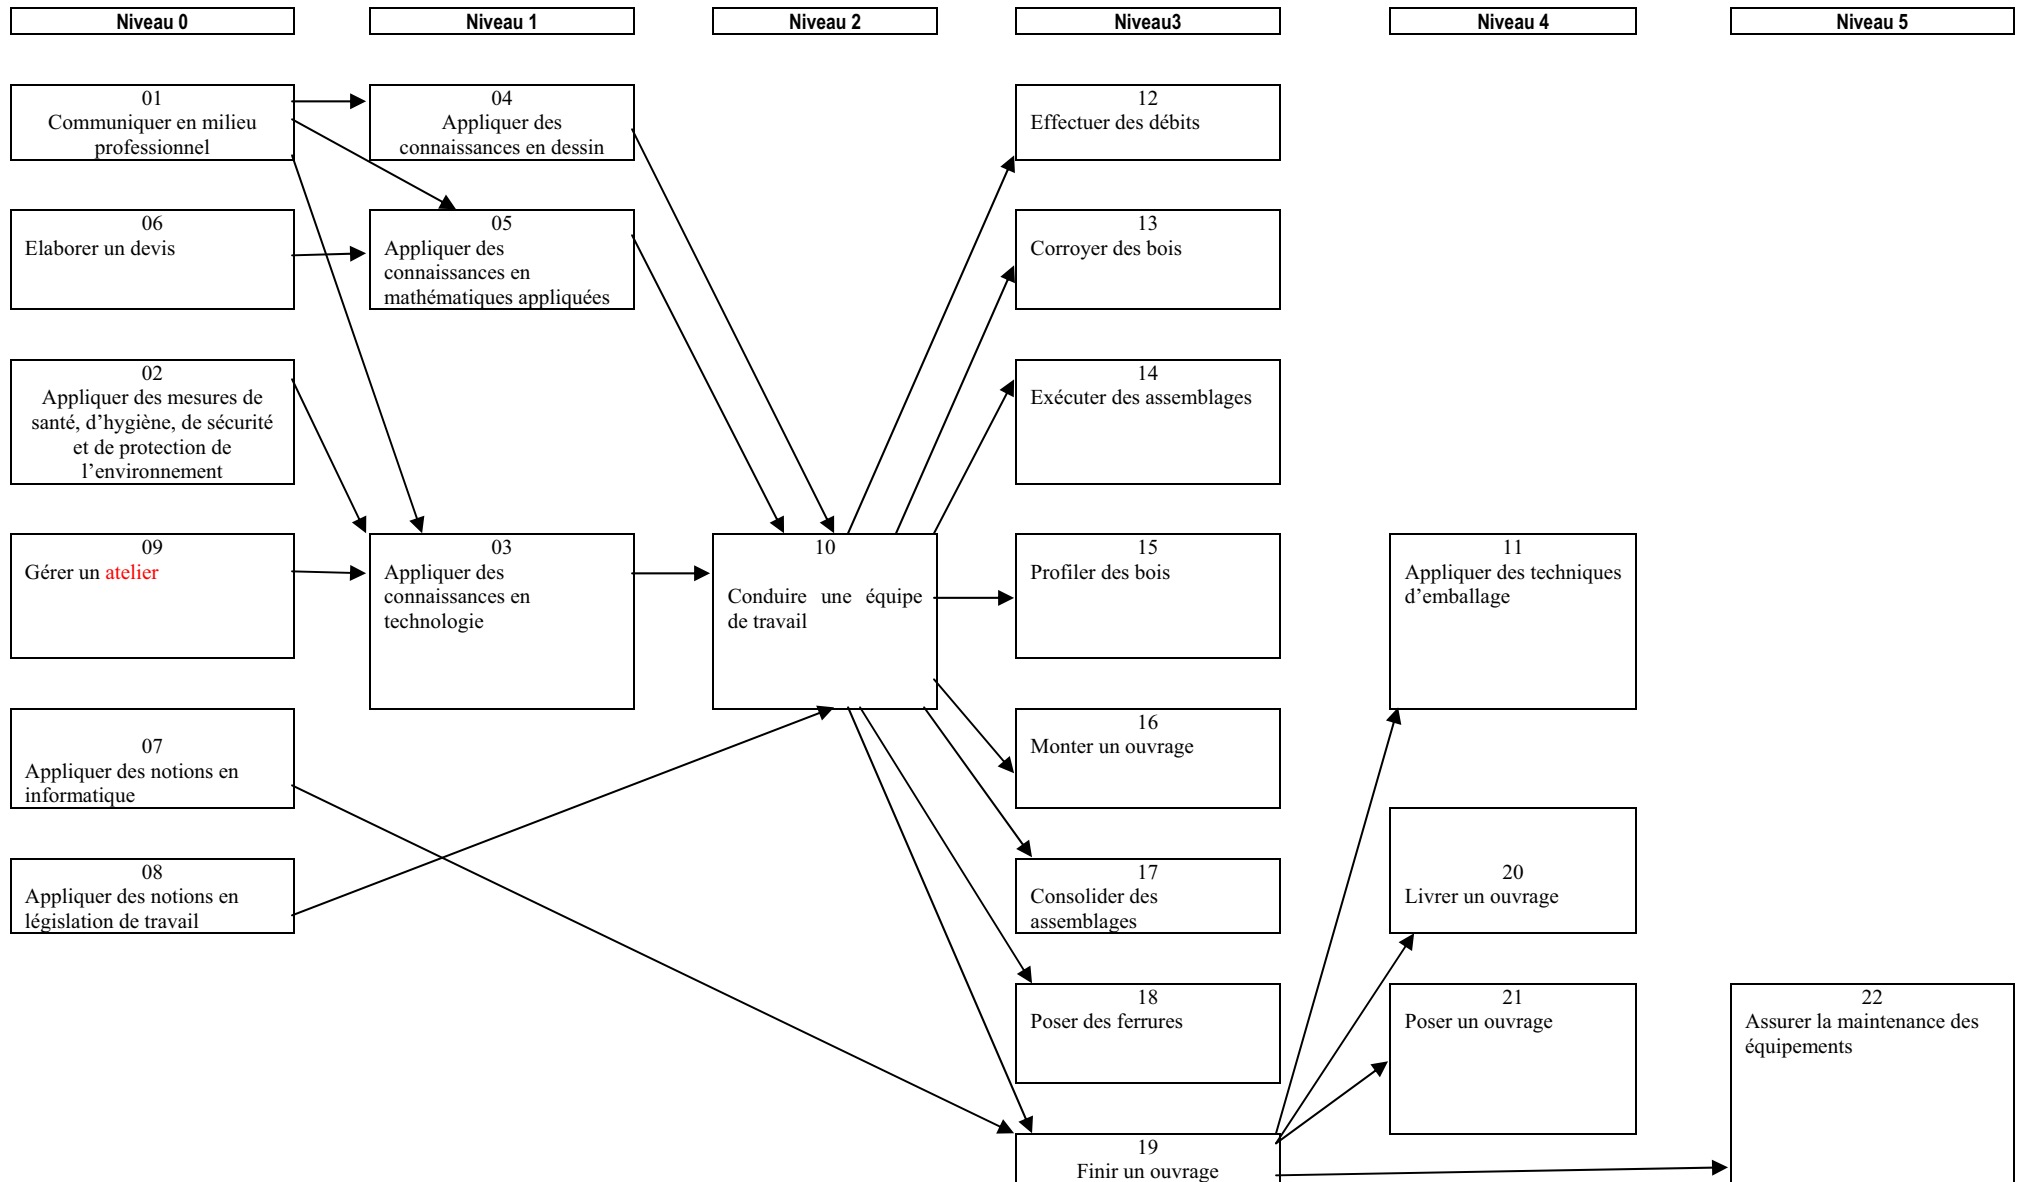 Niveau 0
Niveau 1
Niveau 2
Niveau3
Niveau 4
Niveau 5
01
Communiquer en milieu
professionnel
04
Appliquer des
connaissances en dessin
12
Effectuer des débits
06
Elaborer un devis
05
Appliquer des
connaissances en
mathématiques appliquées
13
Corroyer des bois
02
Appliquer des mesures de
santé, d’hygiène, de sécurité
et de protection de
l’environnement
14
Exécuter des assemblages
09
Gérer un atelier
03
Appliquer des
connaissances en
technologie
10
Conduire une équipe
de travail
15
Profiler des bois
11
Appliquer des techniques
d’emballage
07
Appliquer des notions en
informatique
16
Monter un ouvrage
08
Appliquer des notions en
législation de travail
17
Consolider des
assemblages
20
Livrer un ouvrage
18
Poser des ferrures
21
Poser un ouvrage
22
Assurer la maintenance des
équipements
19
Finir un ouvrage